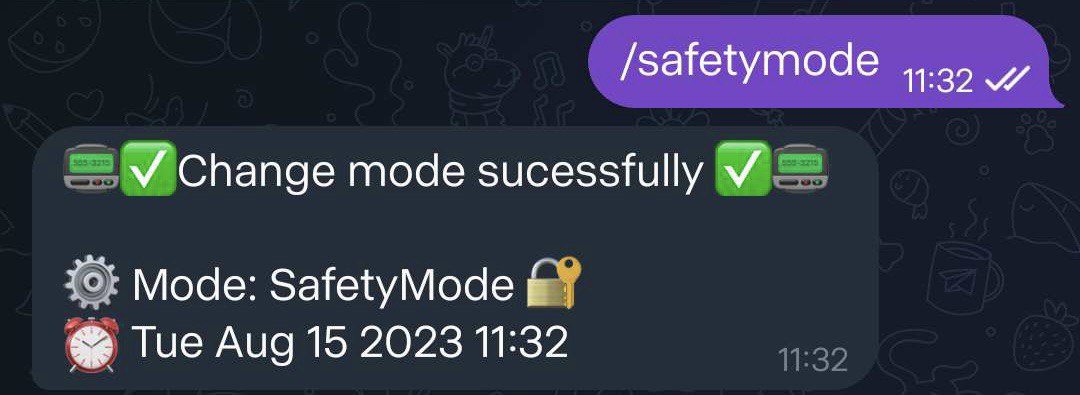 /safetymode 11:32
📟✅Change mode sucessfully ✅📟
⚙️ Mode: SafetyMode 🔐
⏰ Tue Aug 15 2023 11:32
11:32